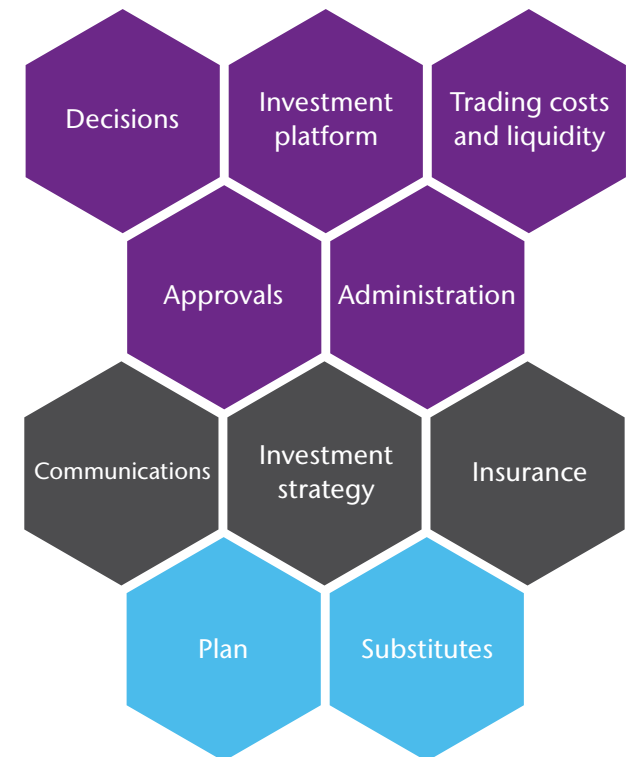 Decisions
Investment
platform
Trading costs
and liquidity
Approvals
Administration
Communications
Investment
strategy
Insurance
Plan
Substitutes